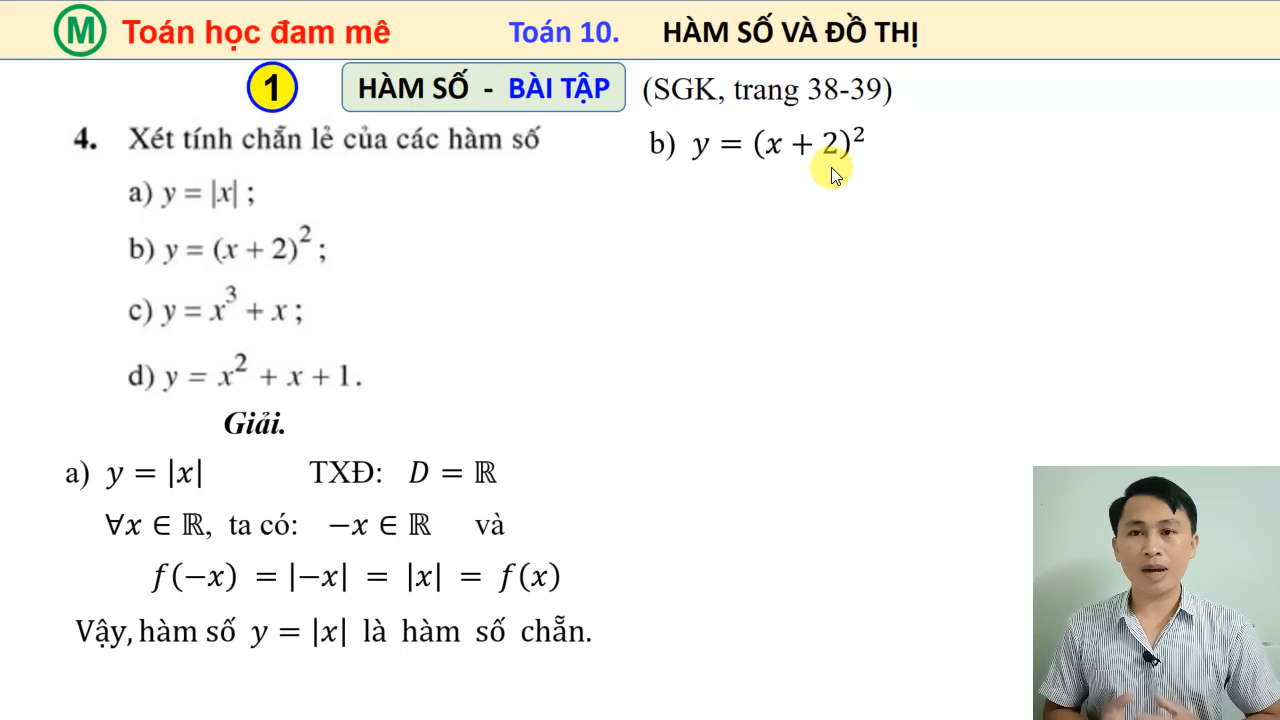 M Toán học đam mê Toán 10. HÀM SỐ VÀ ĐỒ THỊ
1 HÀM SỐ - BÀI TẬP (SGK, trang 38-39)
4. Xét tính chẵn lẻ của các hàm số
a) y = |x| ;
b) y = (x + 2)² ;
c) y = x³ + x ;
d) y = x² + x + 1.
Giải.
a) y = |x| TXĐ: D = ℝ
∀x ∈ ℝ, ta có: −x ∈ ℝ và
f(−x) = |−x| = |x| = f(x)
Vậy, hàm số y = |x| là hàm số chẵn.
b) y = (x + 2)²